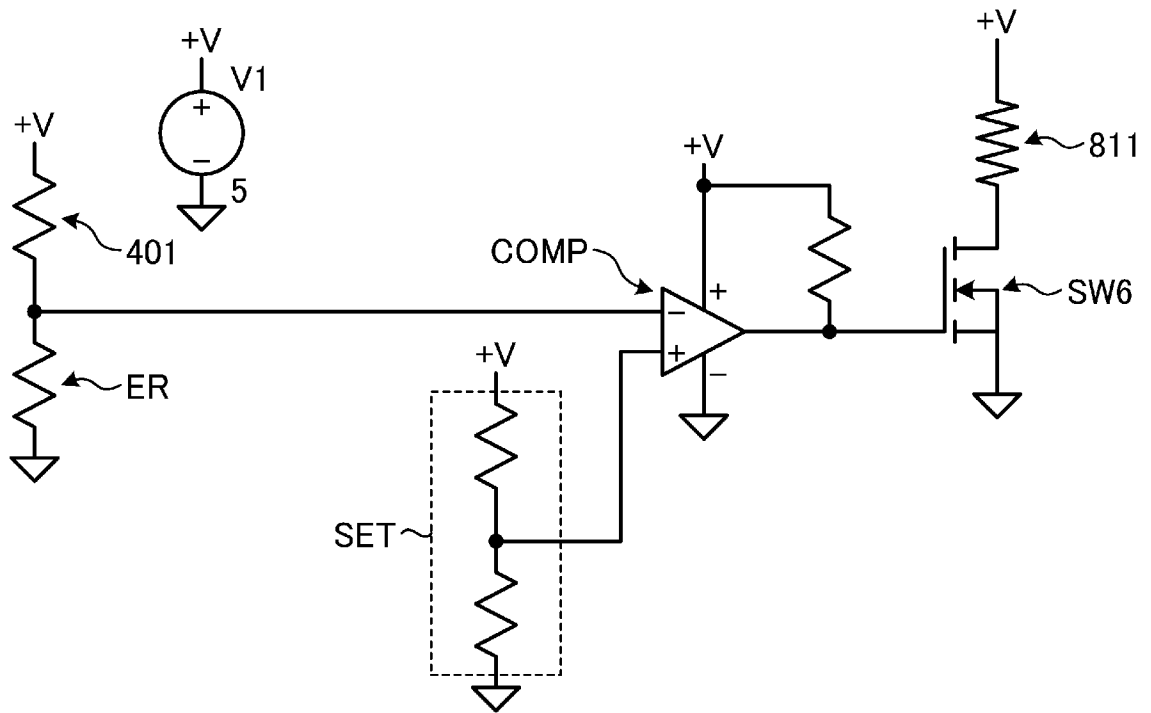 +V
V1
+
−
5
+V
401
ER
+V
COMP
+
−
+
−
+V
SET
+V
811
SW6